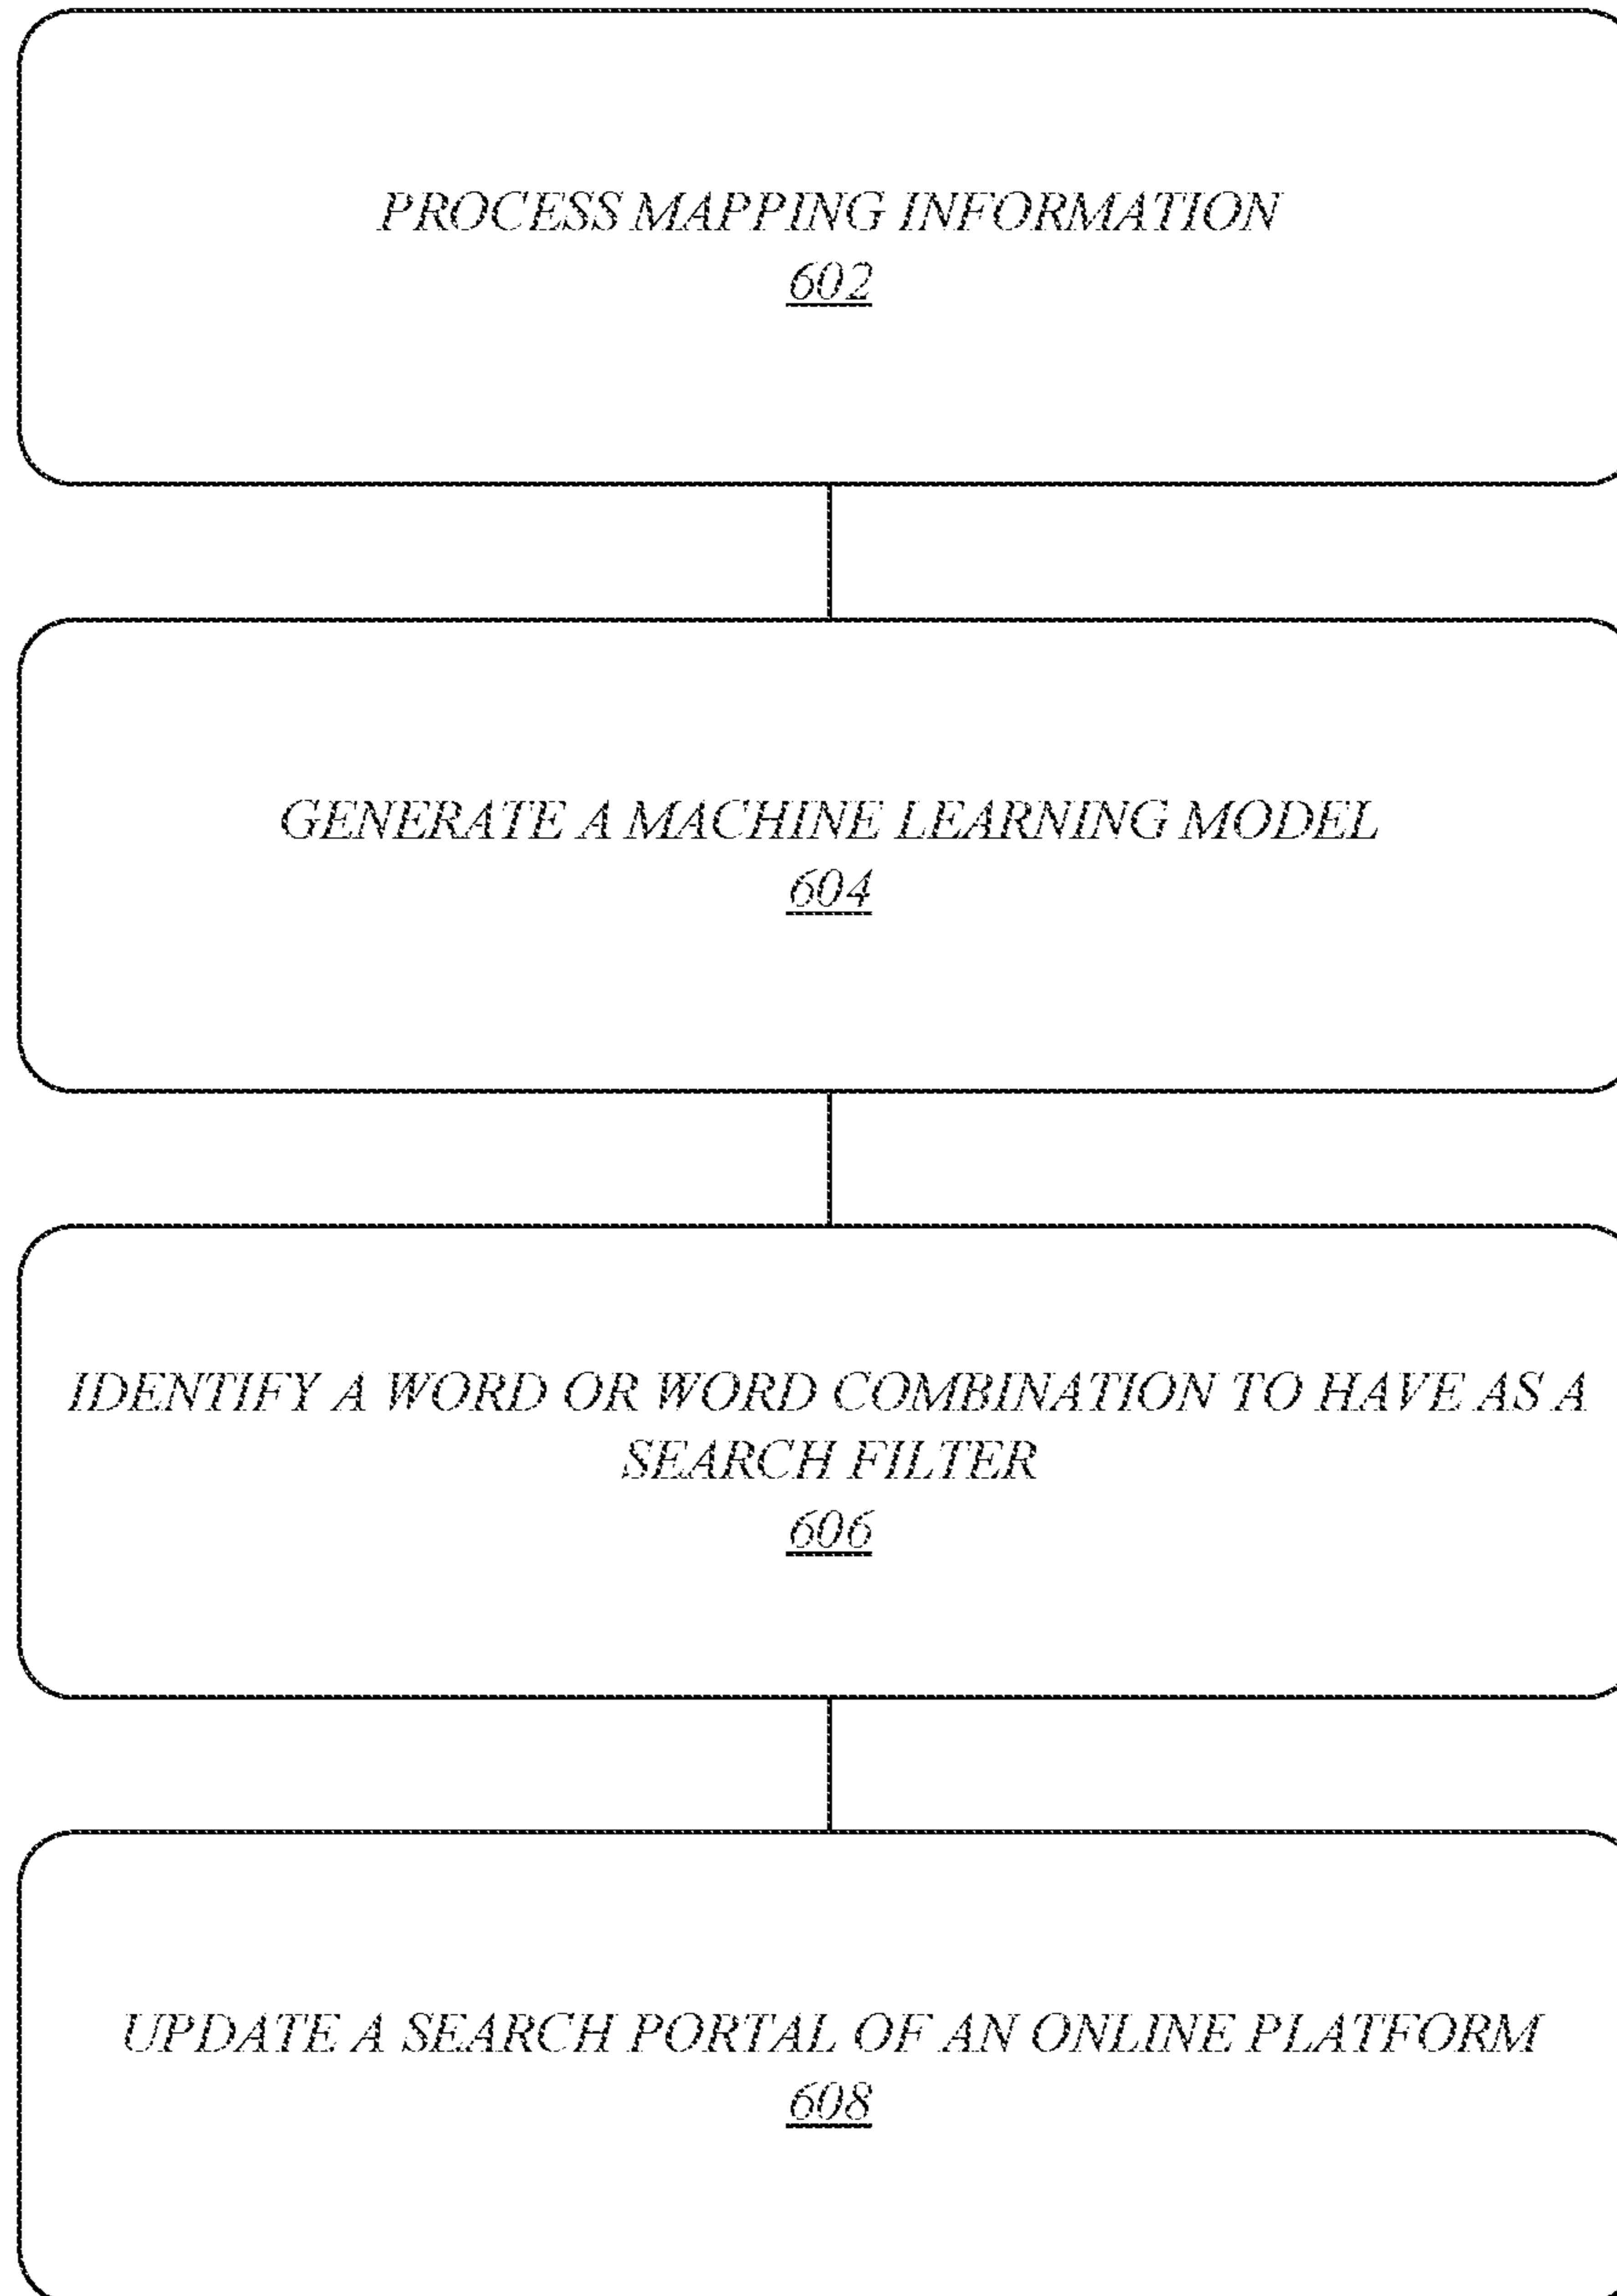 PROCESS MAPPING INFORMATION
602
GENERATE A MACHINE LEARNING MODEL
604
IDENTIFY A WORD OR WORD COMBINATION TO HAVE AS A
SEARCH FILTER
606
UPDATE A SEARCH PORTAL OF AN ONLINE PLATFORM
608